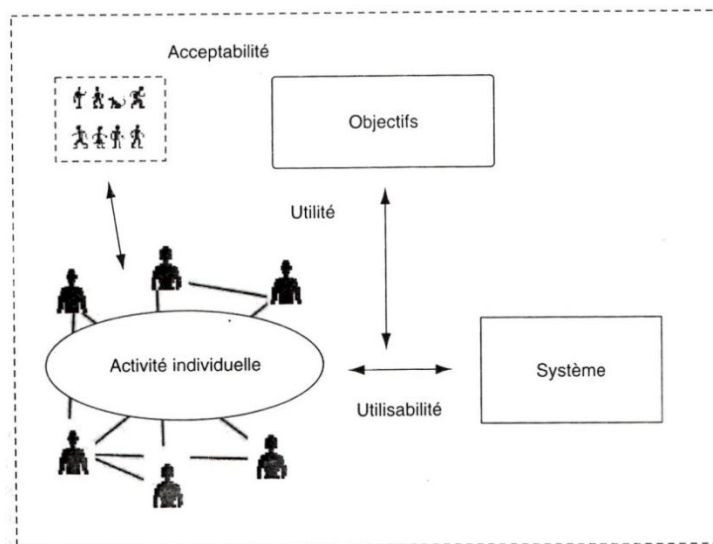 Acceptabilité
Objectifs
Utilité
Activité individuelle
Système
Utilisabilité